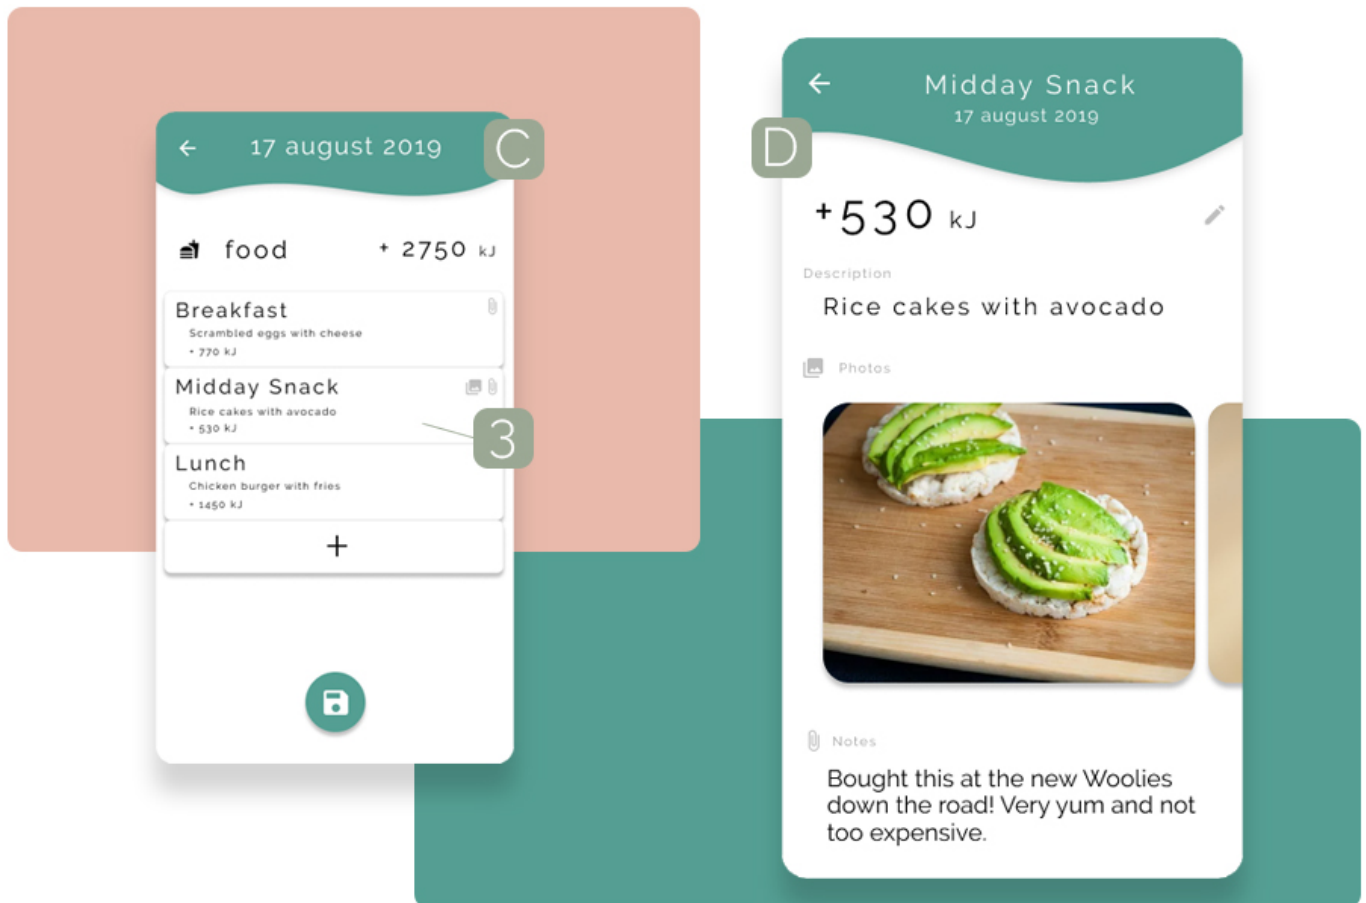 17 august 2019
C
food
+ 2750 kJ
Breakfast
Scrambled eggs with cheese
+ 770 kJ
Midday Snack
Rice cakes with avocado
+ 530 kJ
3
Lunch
Chicken burger with fries
+ 1450 kJ
+
Midday Snack
17 august 2019
D
+530 kJ
Description
Rice cakes with avocado
Photos
Notes
Bought this at the new Woolies
down the road! Very yum and not
too expensive.